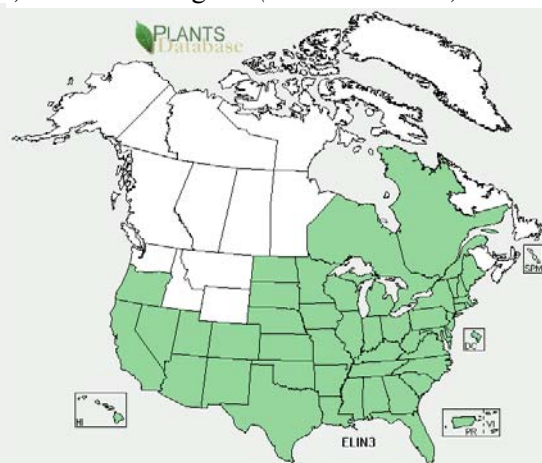 PLANTS
Database
SPM
DC
HI
PR
VI
ELIN3